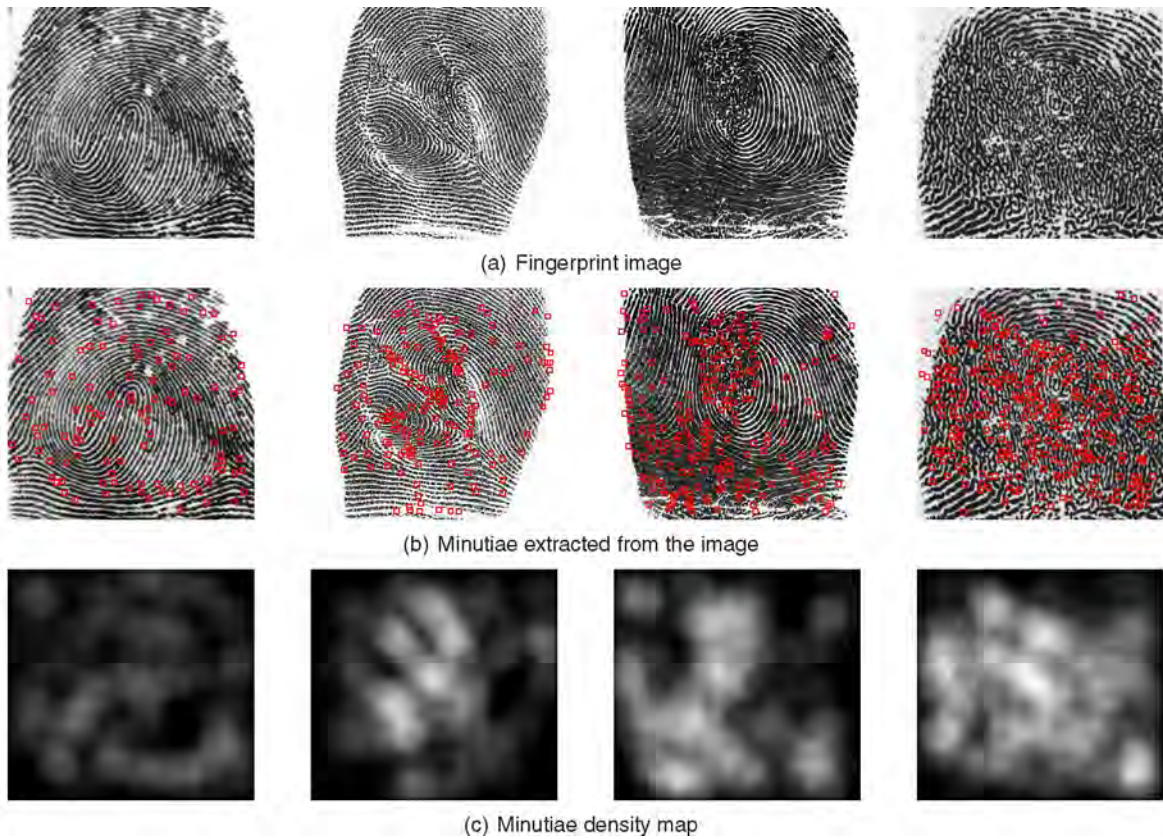 (a) Fingerprint image
(b) Minutiae extracted from the image
(c) Minutiae density map